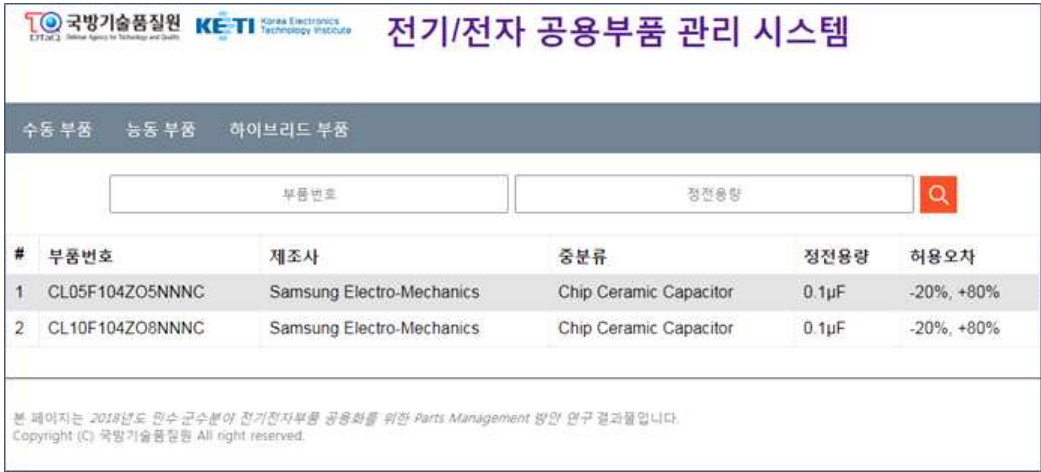 국방기술품질원 KETI Korea Electronics Technology Institute 전기/전자 공용부품 관리 시스템
DTaQ Defense Agency for Technology and Quality
수동 부품 능동 부품 하이브리드 부품
부품번호 정전용량
# 부품번호 제조사 중분류 정전용량 허용오차
1 CL05F104ZO5NNNC Samsung Electro-Mechanics Chip Ceramic Capacitor 0.1µF -20%, +80%
2 CL10F104ZO8NNNC Samsung Electro-Mechanics Chip Ceramic Capacitor 0.1µF -20%, +80%
본 페이지는 2018년도 민수·군수분야 전기전자부품 공용화를 위한 Parts Management 방안 연구 결과물입니다.
Copyright (C) 국방기술품질원 All right reserved.